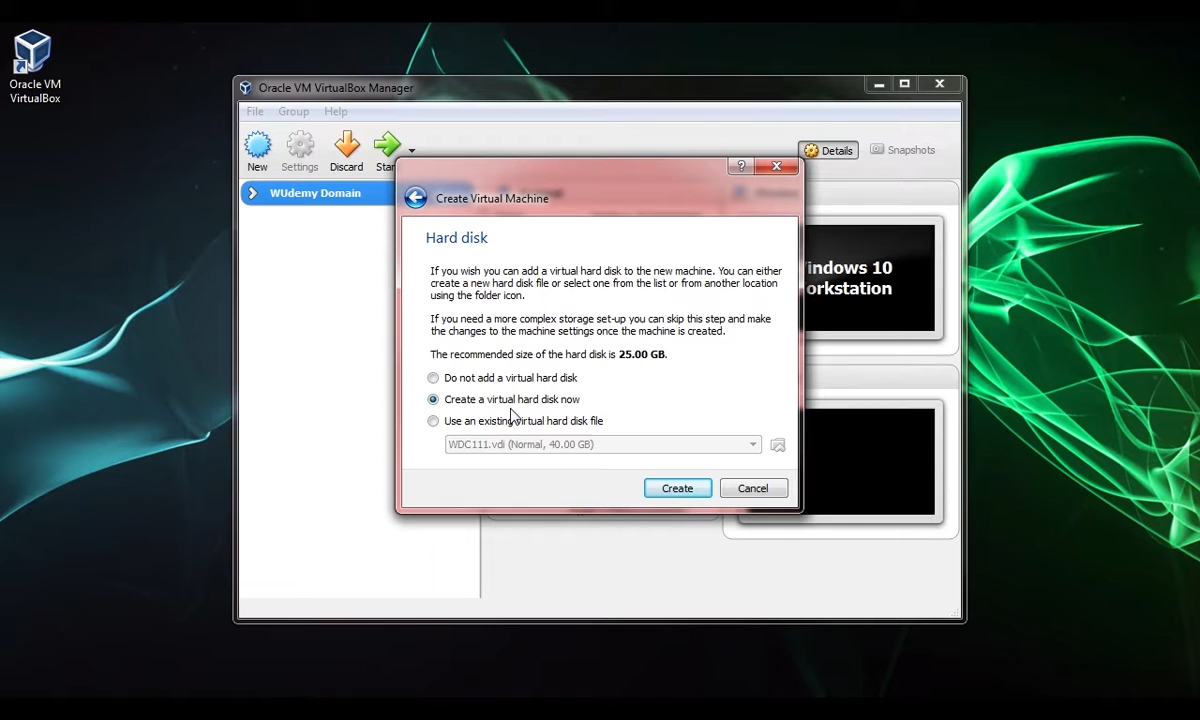 Oracle VM
VirtualBox
Oracle VM VirtualBox Manager
File Group Help
New Settings Discard Star
Details Snapshots
WUdemy Domain
Create Virtual Machine
Hard disk
If you wish you can add a virtual hard disk to the new machine. You can either
create a new hard disk file or select one from the list or from another location
using the folder icon.
If you need a more complex storage set-up you can skip this step and make
the changes to the machine settings once the machine is created.
The recommended size of the hard disk is 25.00 GB.
Do not add a virtual hard disk
Create a virtual hard disk now
Use an existing virtual hard disk file
WDC111.vdi (Normal, 40.00 GB)
Create Cancel
indows 10
orkstation